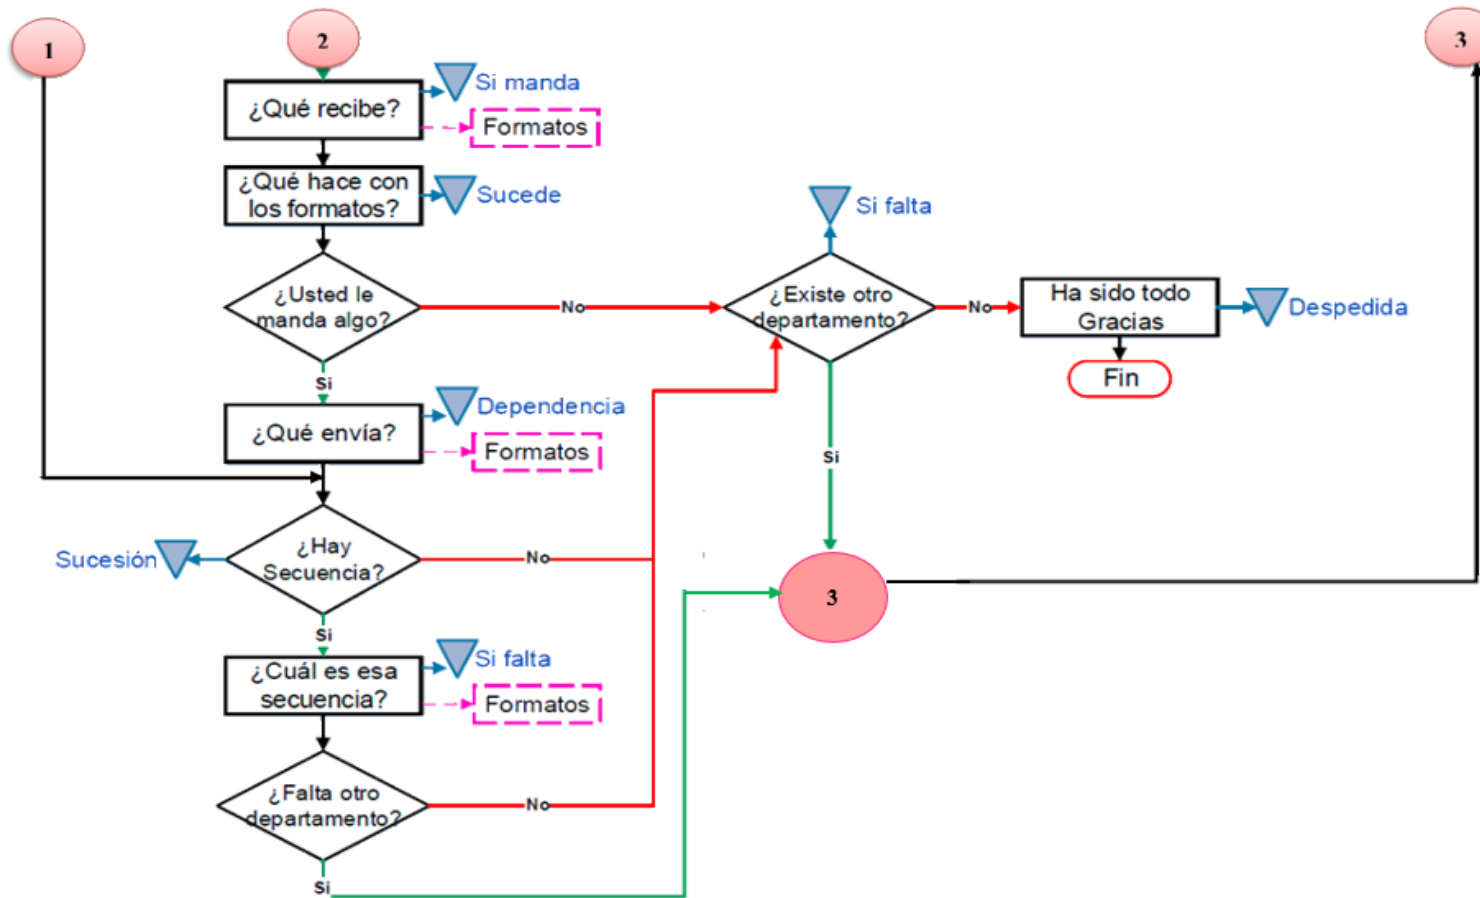 1
2
3
¿Qué recibe?
Si manda
Formatos
¿Qué hace con
los formatos?
Sucede
¿Usted le
manda algo?
No
Si
¿Existe otro
departamento?
Si falta
No
Ha sido todo
Gracias
Despedida
Fin
Si
¿Qué envía?
Dependencia
Formatos
¿Hay
Secuencia?
Sucesión
No
Si
3
¿Cuál es esa
secuencia?
Si falta
Formatos
¿Falta otro
departamento?
No
Si